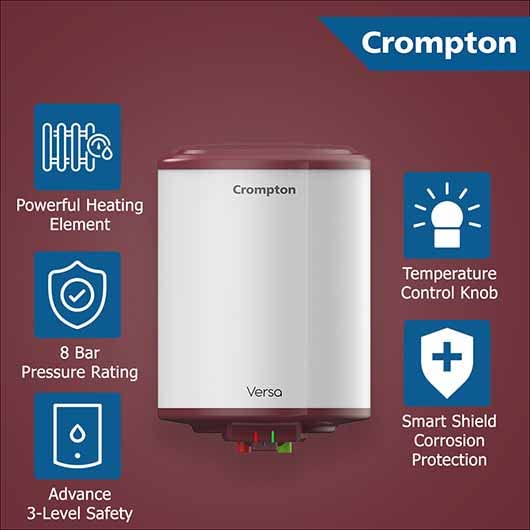 Crompton
Crompton
Versa
Powerful Heating
Element
8 Bar
Pressure Rating
Advance
3-Level Safety
Temperature
Control Knob
Smart Shield
Corrosion
Protection